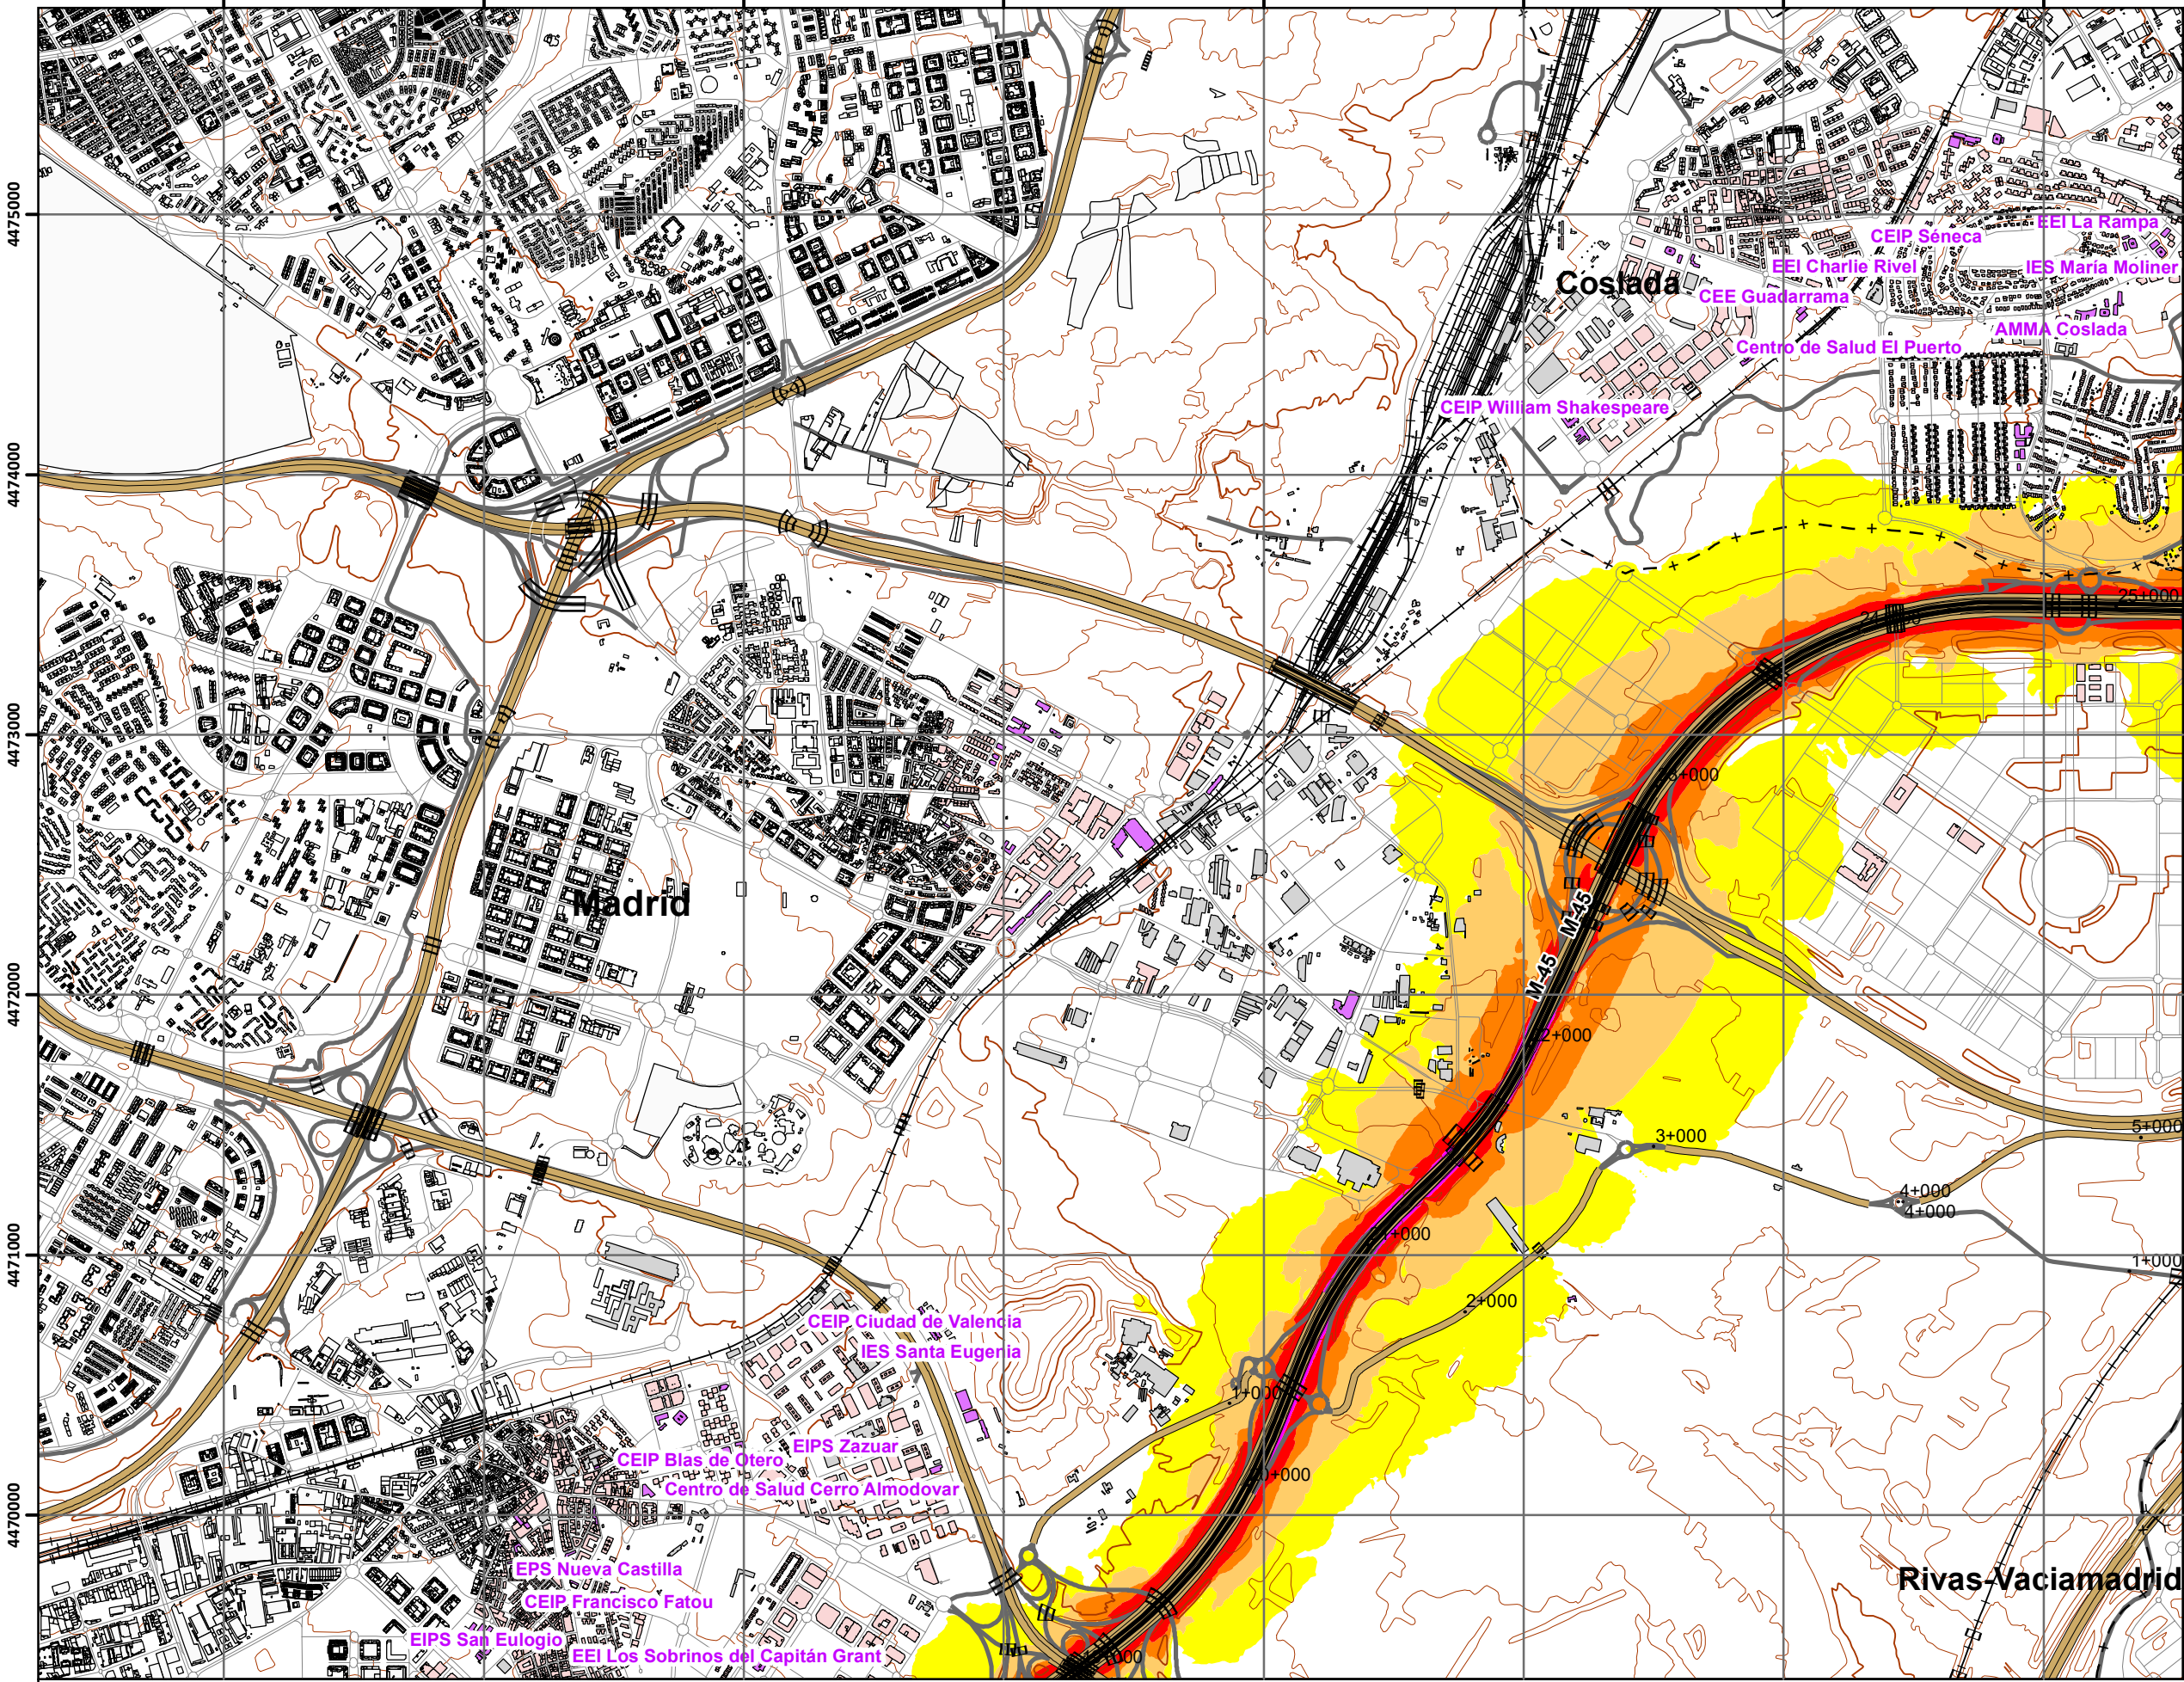 4475000
EEI La Rampa
CEIP Séneca
EEI Charlie Rivel
IES María Moliner
Coslada
CEE Guadarrama
AMMA Coslada
Centro de Salud El Puerto
CEIP William Shakespeare
4474000
25+000
4473000
23+000
Madrid
M-45
M-45
4472000
22+000
5+000
3+000
4+000
4+000
21+000
4471000
1+000
2+000
CEIP Ciudad de Valencia
IES Santa Eugenia
1+000
EIPS Zazuar
CEIP Blas de Otero
20+000
Centro de Salud Cerro Almodovar
4470000
EPS Nueva Castilla
Rivas-Vaciamadrid
CEIP Francisco Fatou
EIPS San Eulogio
EEI Los Sobrinos del Capitán Grant